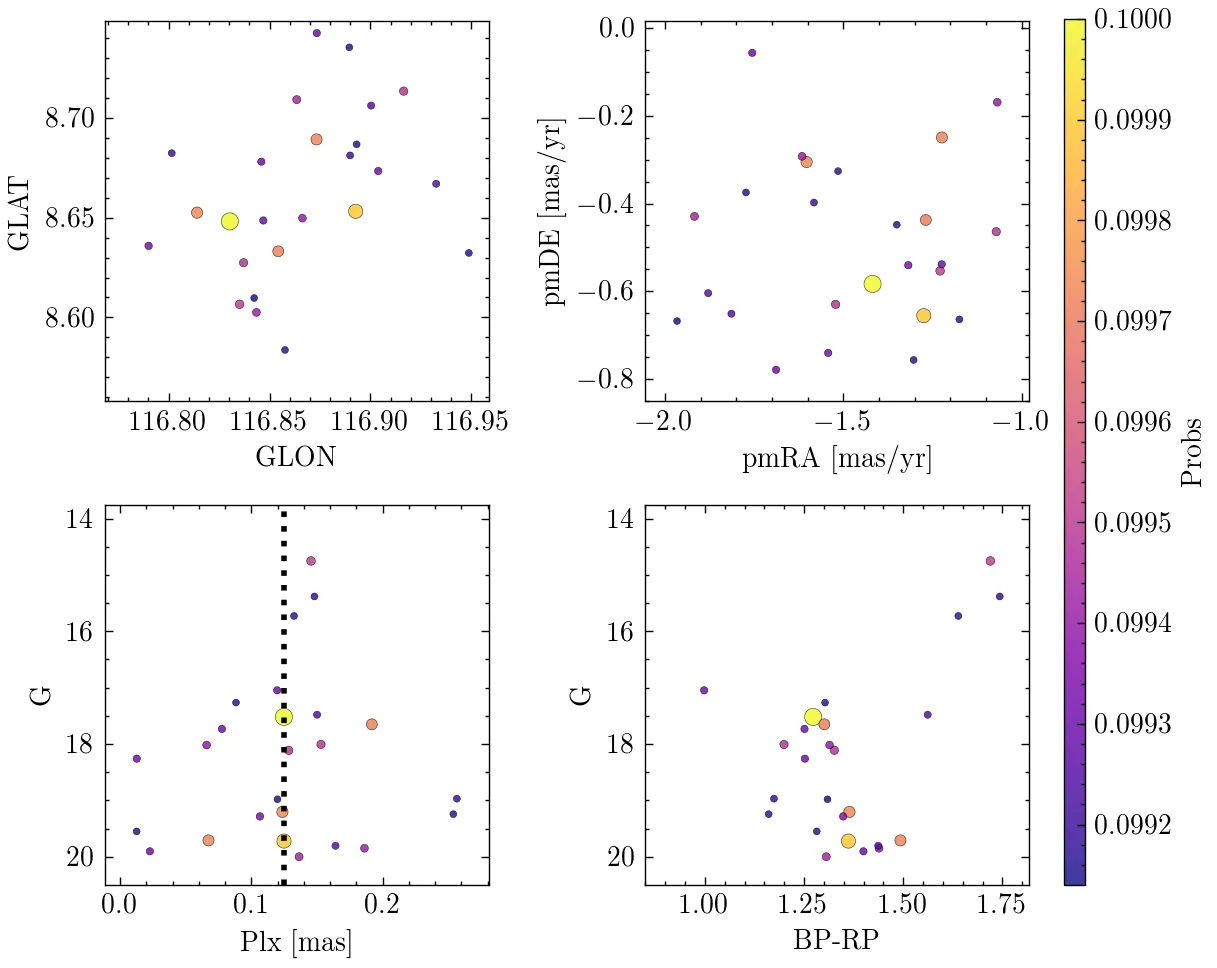 8.70
8.65
8.60
GLAT
116.80 116.85 116.90 116.95
GLON
0.0
−0.2
−0.4
−0.6
−0.8
pmDE [mas/yr]
−2.0 −1.5 −1.0
pmRA [mas/yr]
14
16
18
20
G
0.0 0.1 0.2
Plx [mas]
14
16
18
20
G
1.00 1.25 1.50 1.75
BP-RP
0.1000
0.0999
0.0998
0.0997
0.0996
0.0995
0.0994
0.0993
0.0992
Probs